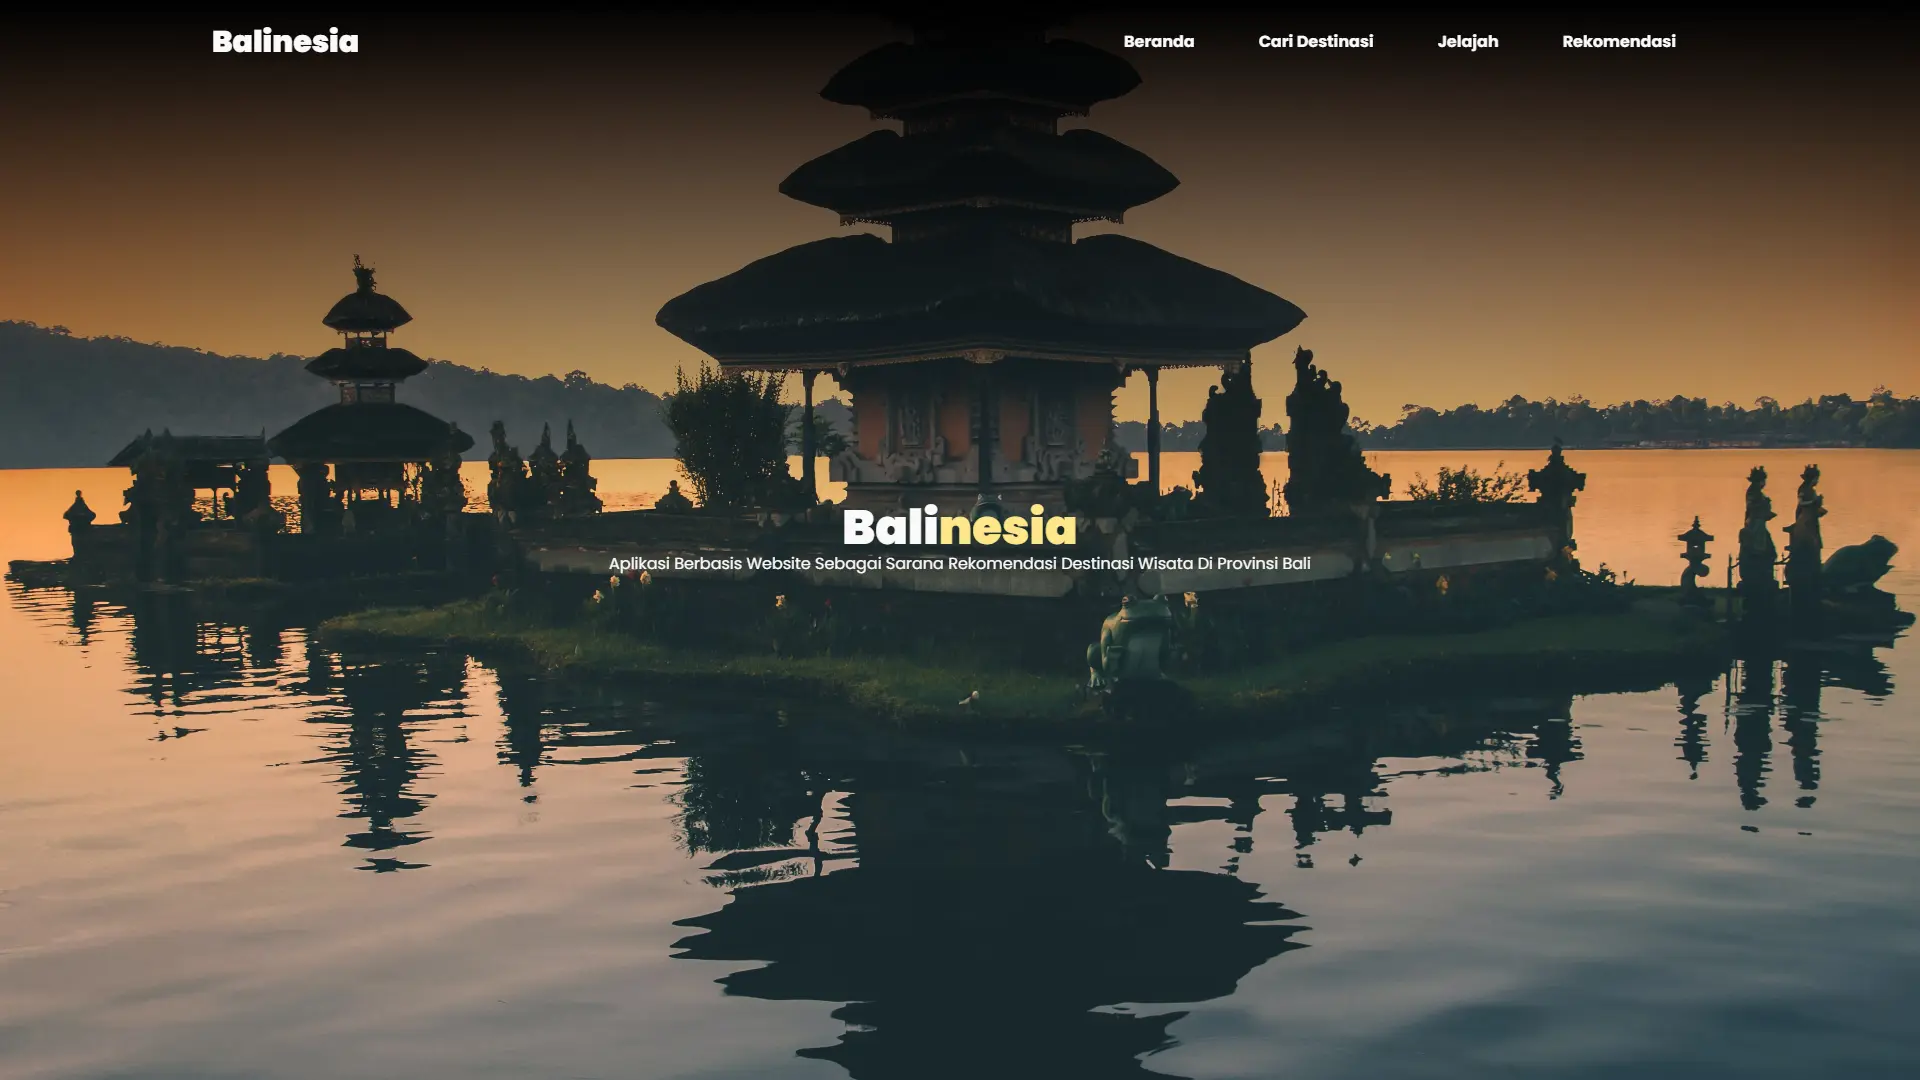 Balinesia
Beranda
Cari Destinasi
Jelajah
Rekomendasi
Balinesia
Aplikasi Berbasis Website Sebagai Sarana Rekomendasi Destinasi Wisata Di Provinsi Bali